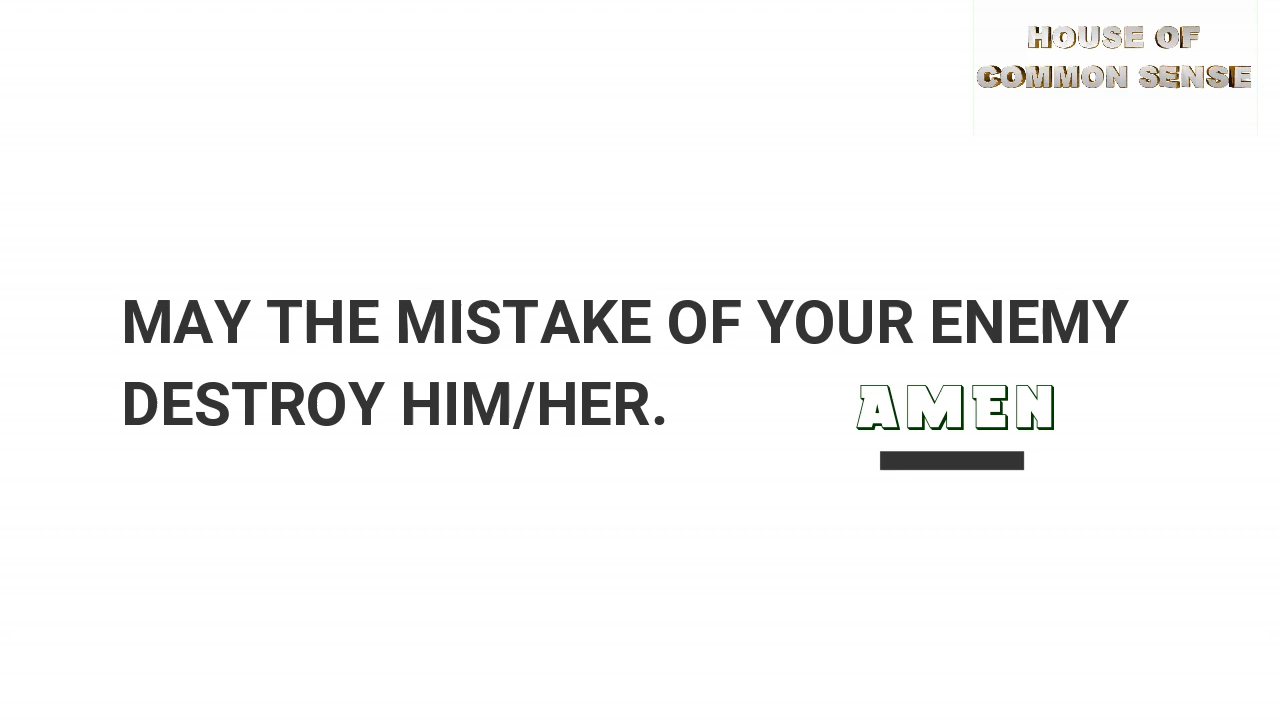 HOUSE OF
COMMON SENSE
MAY THE MISTAKE OF YOUR ENEMY
DESTROY HIM/HER.
AMEN